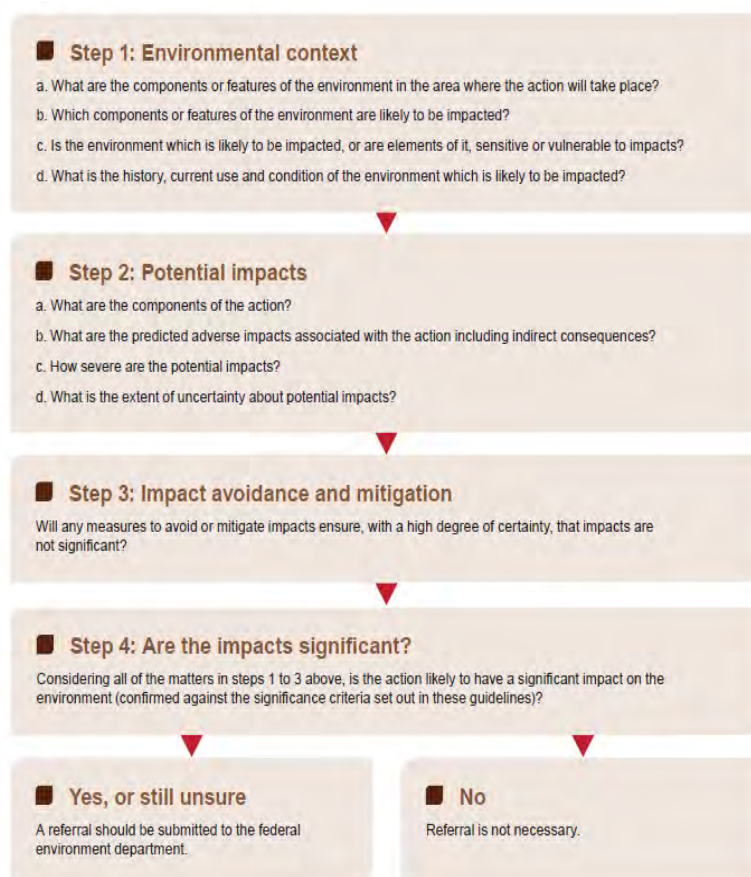 Step 1: Environmental context
a. What are the components or features of the environment in the area where the action will take place?
b. Which components or features of the environment are likely to be impacted?
c. Is the environment which is likely to be impacted, or are elements of it, sensitive or vulnerable to impacts?
d. What is the history, current use and condition of the environment which is likely to be impacted?
Step 2: Potential impacts
a. What are the components of the action?
b. What are the predicted adverse impacts associated with the action including indirect consequences?
c. How severe are the potential impacts?
d. What is the extent of uncertainty about potential impacts?
Step 3: Impact avoidance and mitigation
Will any measures to avoid or mitigate impacts ensure, with a high degree of certainty, that impacts are
not significant?
Step 4: Are the impacts significant?
Considering all of the matters in steps 1 to 3 above, is the action likely to have a significant impact on the
environment (confirmed against the significance criteria set out in these guidelines)?
Yes, or still unsure
A referral should be submitted to the federal
environment department.
No
Referral is not necessary.